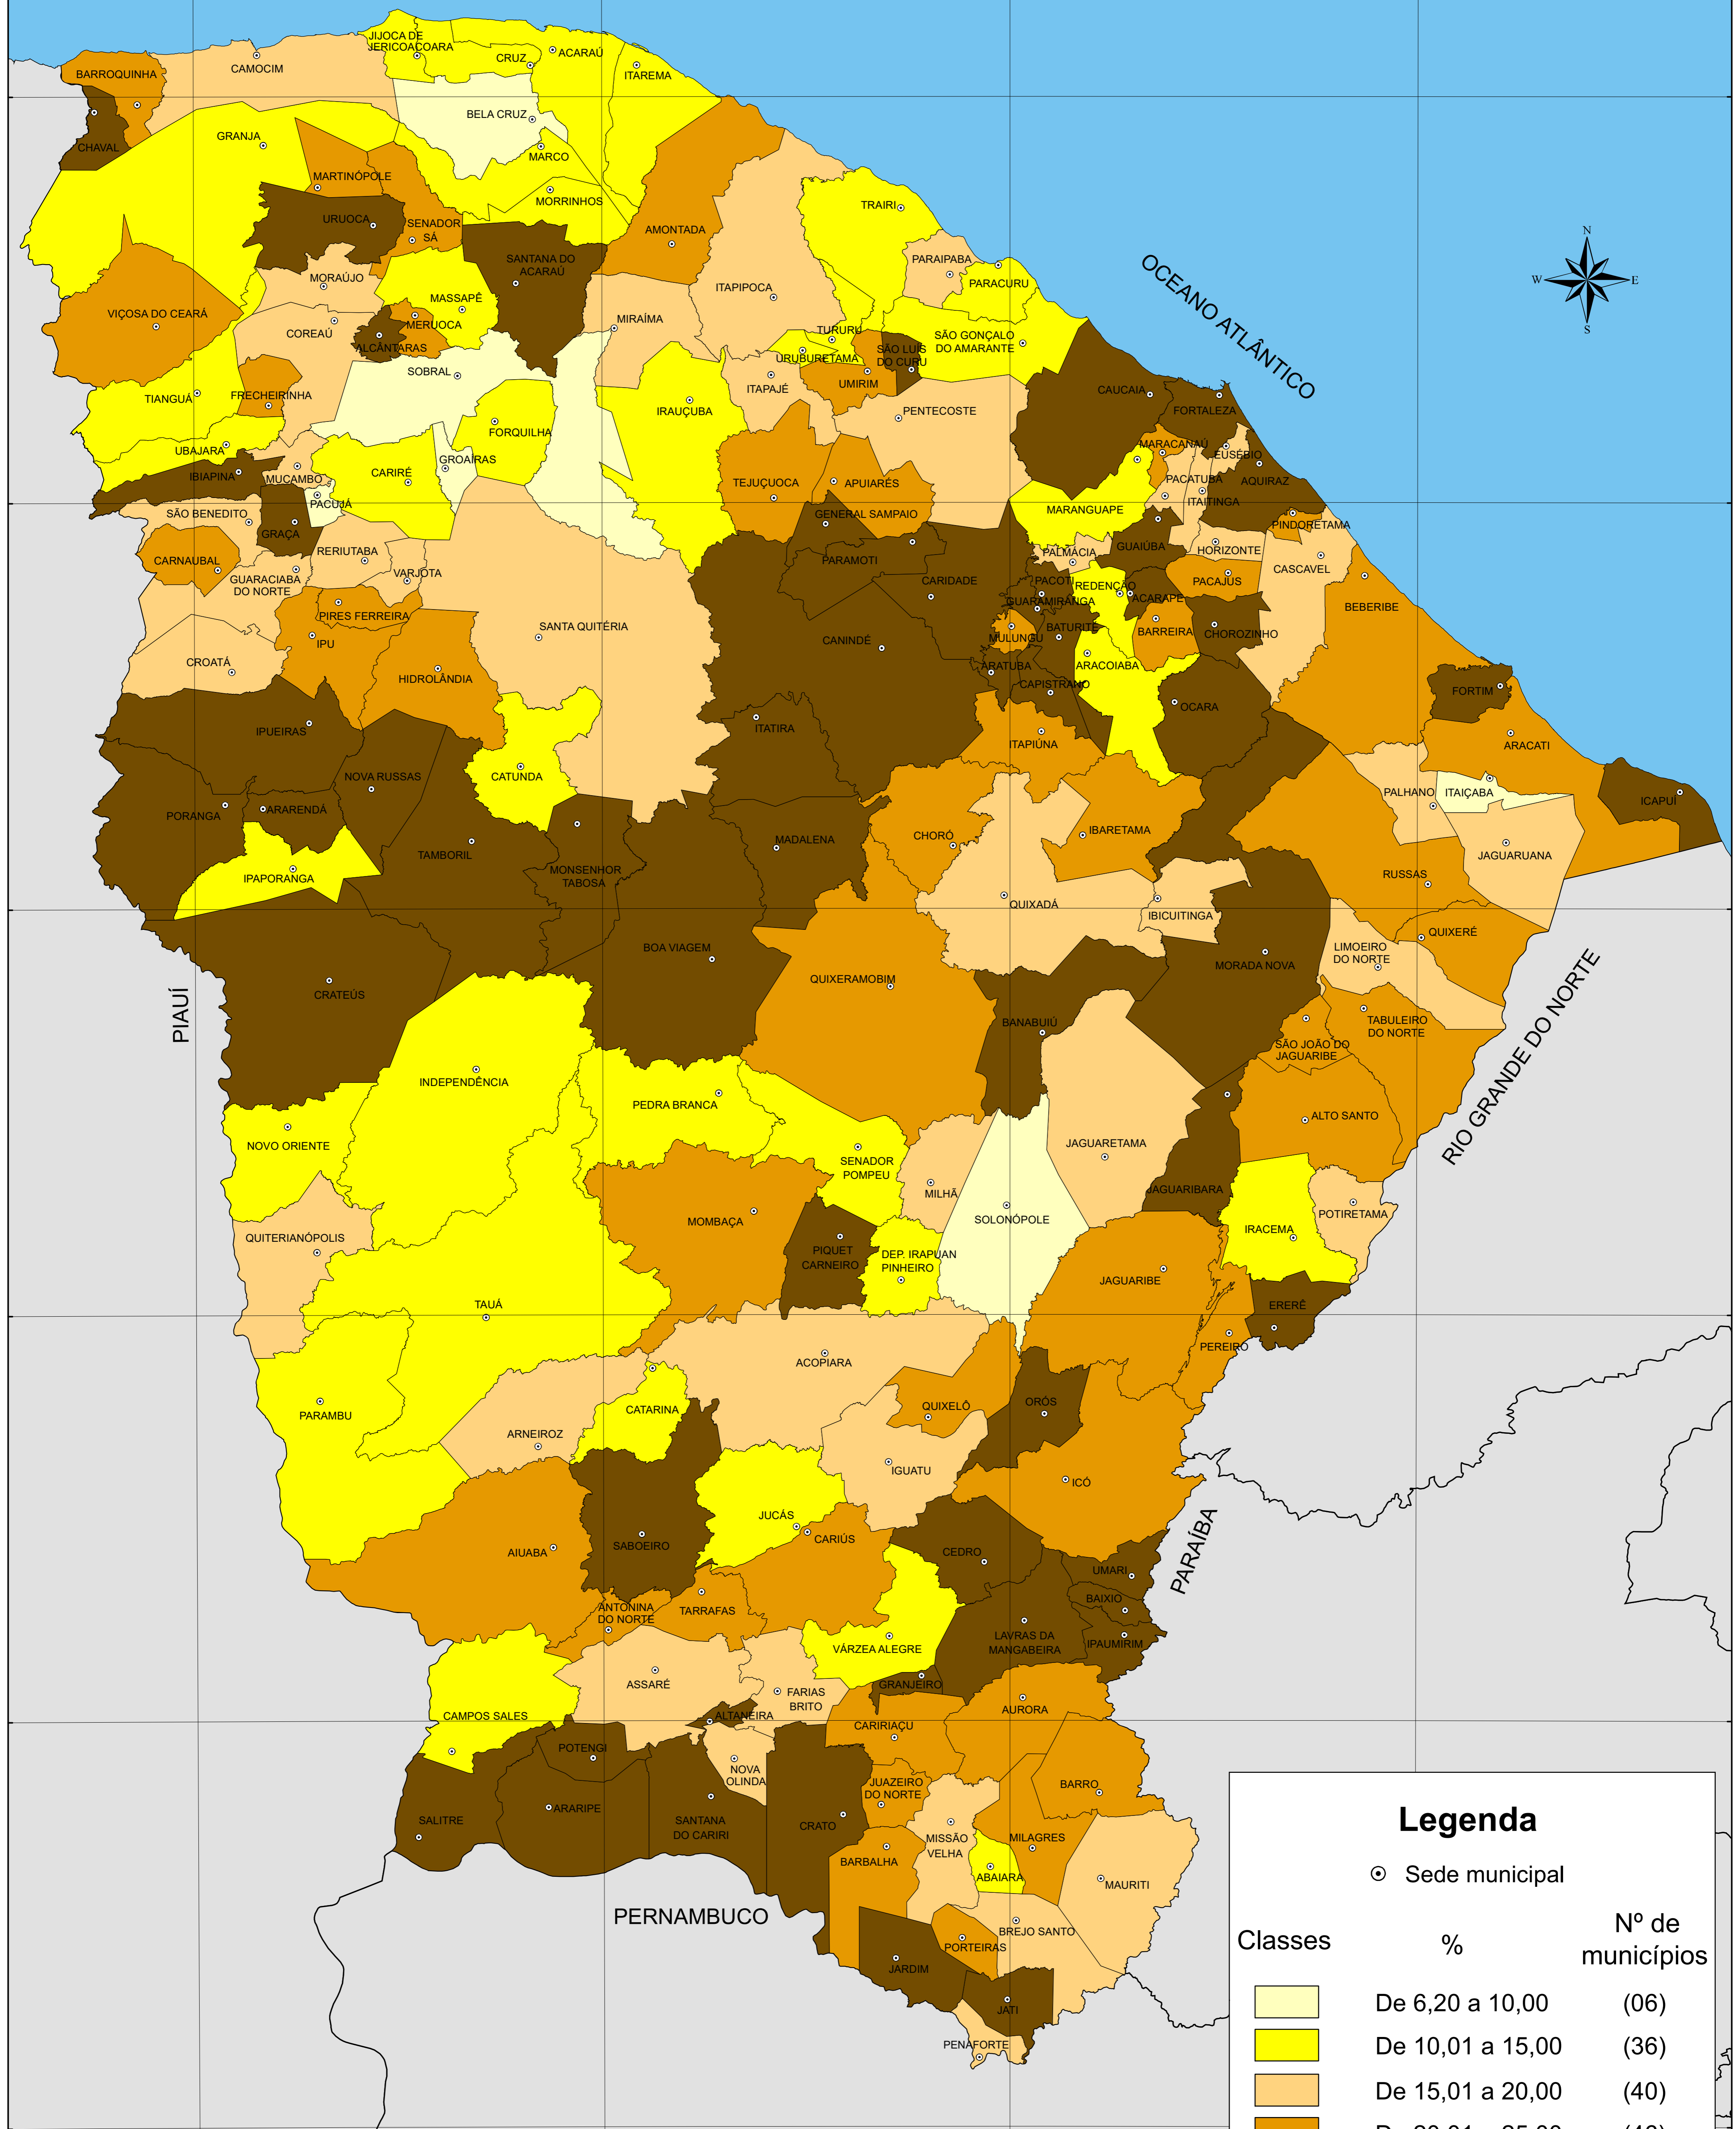 JIJOCA DE
JERICOACOARA
CRUZ
ACARAÚ
ITAREMA
BARROQUINHA
CAMOCIM
BELA CRUZ
CHAVAL
GRANJA
MARCO
MARTINÓPOLE
MORRINHOS
URUOCA
SENADOR
SÁ
AMONTADA
TRAIRI
SANTANA DO
ACARAÚ
PARAIPABA
PARACURU
MORAÚJO
MASSAPÊ
ITAPIPOCA
VIÇOSA DO CEARÁ
COREAÚ
MERUOCA
MIRAÍMA
TURURU
SÃO GONÇALO
DO AMARANTE
ALCÂNTARAS
URUBURETAMA
SÃO LUÍS
DO CURU
SOBRAL
ITAPAJÉ
UMIRIM
CAUCAIA
FORTALEZA
TIANGUÁ
FRECHEIRINHA
IRAUÇUBA
PENTECOSTE
FORQUILHA
UBAJARA
MARACANAÚ
EUSÉBIO
IBIAPINA
MUCAMBO
CARIRÉ
GROAÍRAS
TEJUÇUOCA
APUIARÉS
PACATUBA
AQUIRAZ
PACUJÁ
ITAITINGA
SÃO BENEDITO
GENERAL SAMPAIO
MARANGUAPE
PINDORETAMA
GRAÇA
CARNAUBAL
RERIUTABA
PARAMOTI
PALMÁCIA
GUAIÚBA
HORIZONTE
CASCAVEL
GUARACIABA
DO NORTE
VARJOTA
CARIDADE
PACOTI
REDENÇÃO
PACAJUS
GUARAMIRANGA
ACARAPE
BEBERIBE
PIRES FERREIRA
IPU
SANTA QUITÉRIA
CANINDÉ
MULUNGU
BATURITÉ
BARREIRA
CHOROZINHO
CROATÁ
HIDROLÂNDIA
ARATUBA
ARACOIABA
CAPISTRANO
FORTIM
OCARA
IPUEIRAS
ITATIRA
ITAPIÚNA
ARACATI
NOVA RUSSAS
CATUNDA
PORANGA
ARARENDÁ
PALHANO
ITAIÇABA
ICAPUÍ
TAMBORIL
MADALENA
CHORÓ
IBARETAMA
JAGUARUANA
IPAPORANGA
MONSENHOR
TABOSA
RUSSAS
QUIXADÁ
IBICUITINGA
QUIXERÉ
BOA VIAGEM
LIMOEIRO
DO NORTE
MORADA NOVA
CRATEÚS
QUIXERAMOBIM
BANABUIÚ
TABULEIRO
DO NORTE
SÃO JOÃO DO
JAGUARIBE
INDEPENDÊNCIA
PEDRA BRANCA
ALTO SANTO
NOVO ORIENTE
JAGUARETAMA
SENADOR
POMPEU
MILHÃ
JAGUARIBARA
POTIRETAMA
MOMBAÇA
SOLONÓPOLE
IRACEMA
QUITERIANÓPOLIS
PIQUET
CARNEIRO
DEP. IRAPUAN
PINHEIRO
JAGUARIBE
TAUÁ
ERERÊ
PEREIRO
ACOPIARA
PARAMBU
CATARINA
QUIXELÔ
ORÓS
ARNEIROZ
IGUATU
ICÓ
JUCÁS
CARIÚS
AIUABA
SABOEIRO
CEDRO
UMARI
BAIXIO
ANTONINA
DO NORTE
TARRAFAS
LAVRAS DA
MANGABEIRA
IPAUMIRIM
VÁRZEA ALEGRE
ASSARÉ
FARIAS
BRITO
GRANJEIRO
AURORA
CAMPOS SALES
ALTANEIRA
CARIRIAÇU
POTENGI
NOVA
OLINDA
JUAZEIRO
DO NORTE
BARRO
ARARIPE
SALITRE
SANTANA
DO CARIRI
CRATO
MISSÃO
VELHA
MILAGRES
BARBALHA
ABAIARA
MAURITI
BREJO SANTO
PORTEIRAS
JARDIM
JATI
PENAFORTE
OCEANO ATLÂNTICO
N
W
E
S
PIAUÍ
RIO GRANDE DO NORTE
PARAÍBA
PERNAMBUCO
Legenda
Sede municipal
Classes % Nº de
municípios
De 6,20 a 10,00 (06)
De 10,01 a 15,00 (36)
De 15,01 a 20,00 (40)